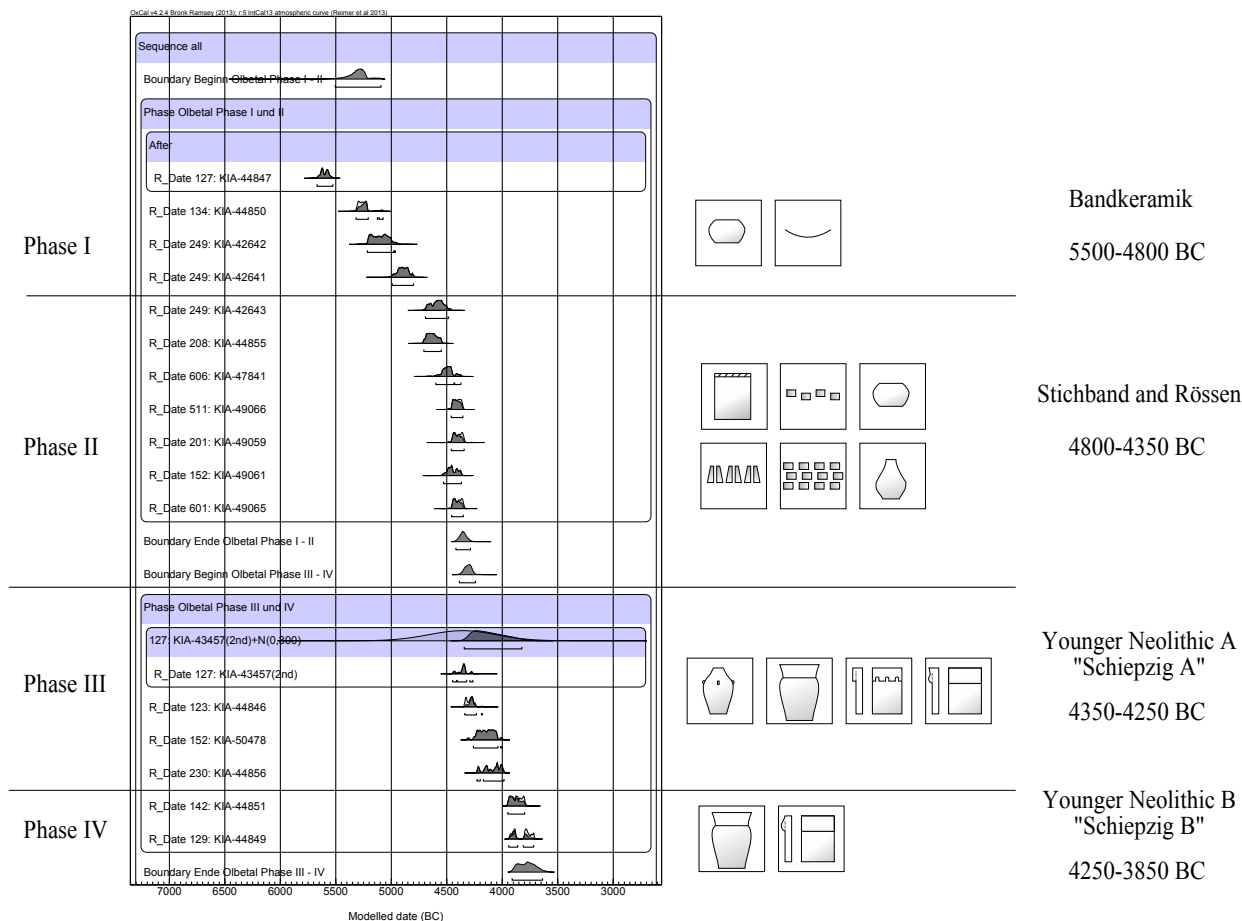 OxCal v4.2.4 Bronk Ramsey (2013); r:5 IntCal13 atmospheric curve (Reimer et al 2013)
Sequence all
Boundary Beginn Olbetal Phase I - II
Phase Olbetal Phase I und II
After
R_Date 127: KIA-44847
R_Date 134: KIA-44850
R_Date 249: KIA-42642
R_Date 249: KIA-42641
R_Date 249: KIA-42643
R_Date 208: KIA-44855
R_Date 606: KIA-47841
R_Date 511: KIA-49066
R_Date 201: KIA-49059
R_Date 152: KIA-49061
R_Date 601: KIA-49065
Boundary Ende Olbetal Phase I - II
Boundary Beginn Olbetal Phase III - IV
Phase Olbetal Phase III und IV
127: KIA-43457(2nd)+N(0,300)
R_Date 127: KIA-43457(2nd)
R_Date 123: KIA-44846
R_Date 152: KIA-50478
R_Date 230: KIA-44856
R_Date 142: KIA-44851
R_Date 129: KIA-44849
Boundary Ende Olbetal Phase III - IV
7000 6500 6000 5500 5000 4500 4000 3500 3000
Modelled date (BC)
Phase I
Bandkeramik
5500-4800 BC
Phase II
Stichband and Rössen
4800-4350 BC
Phase III
Younger Neolithic A
"Schiepzig A"
4350-4250 BC
Phase IV
Younger Neolithic B
"Schiepzig B"
4250-3850 BC